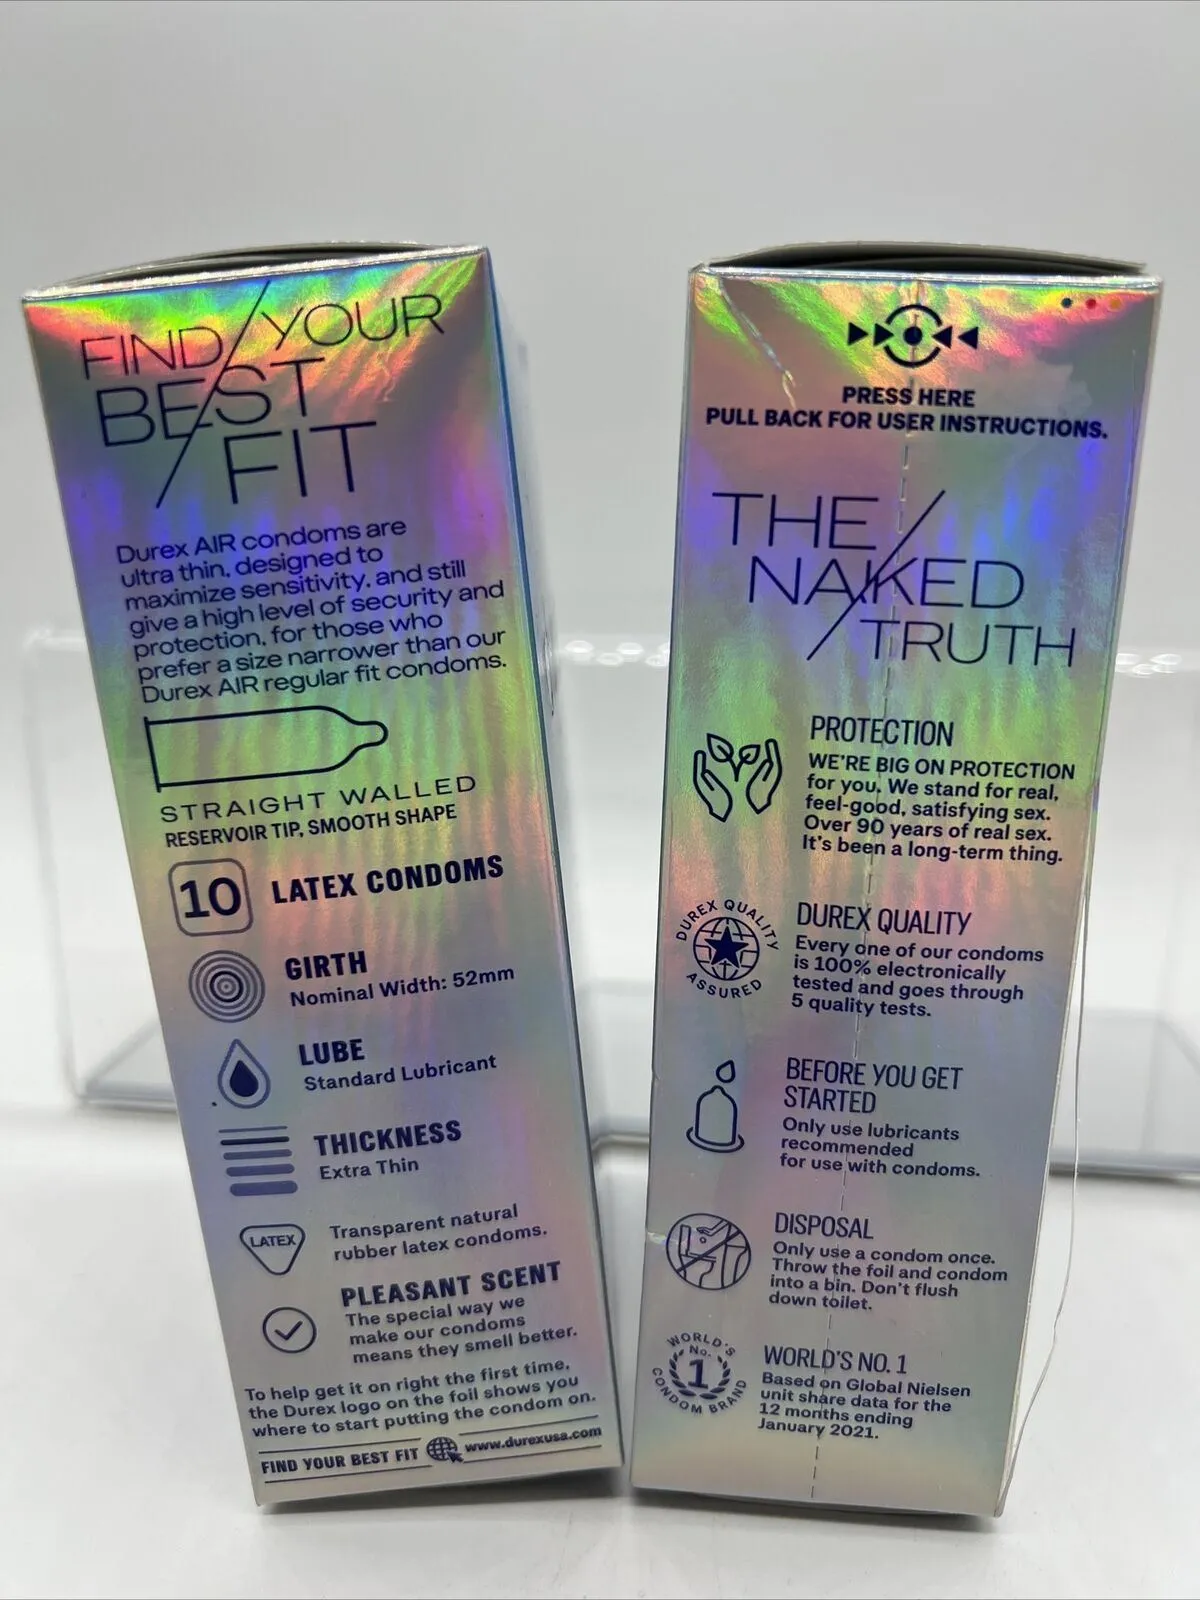 FIND/YOUR
BEST
/FIT
Durex AIR condoms are
ultra thin, designed to
maximize sensitivity, and still
give a high level of security and
protection, for those who
prefer a size narrower than our
Durex AIR regular fit condoms.
STRAIGHT WALLED
RESERVOIR TIP, SMOOTH SHAPE
10 LATEX CONDOMS
GIRTH
Nominal Width: 52mm
LUBE
Standard Lubricant
THICKNESS
Extra Thin
LATEX
Transparent natural
rubber latex condoms.
PLEASANT SCENT
The special way we
make our condoms
means they smell better.
To help get it on right the first time,
the Durex logo on the foil shows you
where to start putting the condom on.
FIND YOUR BEST FIT www.durexusa.com
PRESS HERE
PULL BACK FOR USER INSTRUCTIONS.
THE/
NAKED
/TRUTH
PROTECTION
WE'RE BIG ON PROTECTION
for you. We stand for real,
feel-good, satisfying sex.
Over 90 years of real sex.
It's been a long-term thing.
DUREX QUALITY
ASSURED
DUREX QUALITY
Every one of our condoms
is 100% electronically
tested and goes through
5 quality tests.
BEFORE YOU GET
STARTED
Only use lubricants
recommended
for use with condoms.
DISPOSAL
Only use a condom once.
Throw the foil and condom
into a bin. Don't flush
down toilet.
WORLD'S
No.
1
CONDOM BRAND
WORLD'S NO. 1
Based on Global Nielsen
unit share data for the
12 months ending
January 2021.